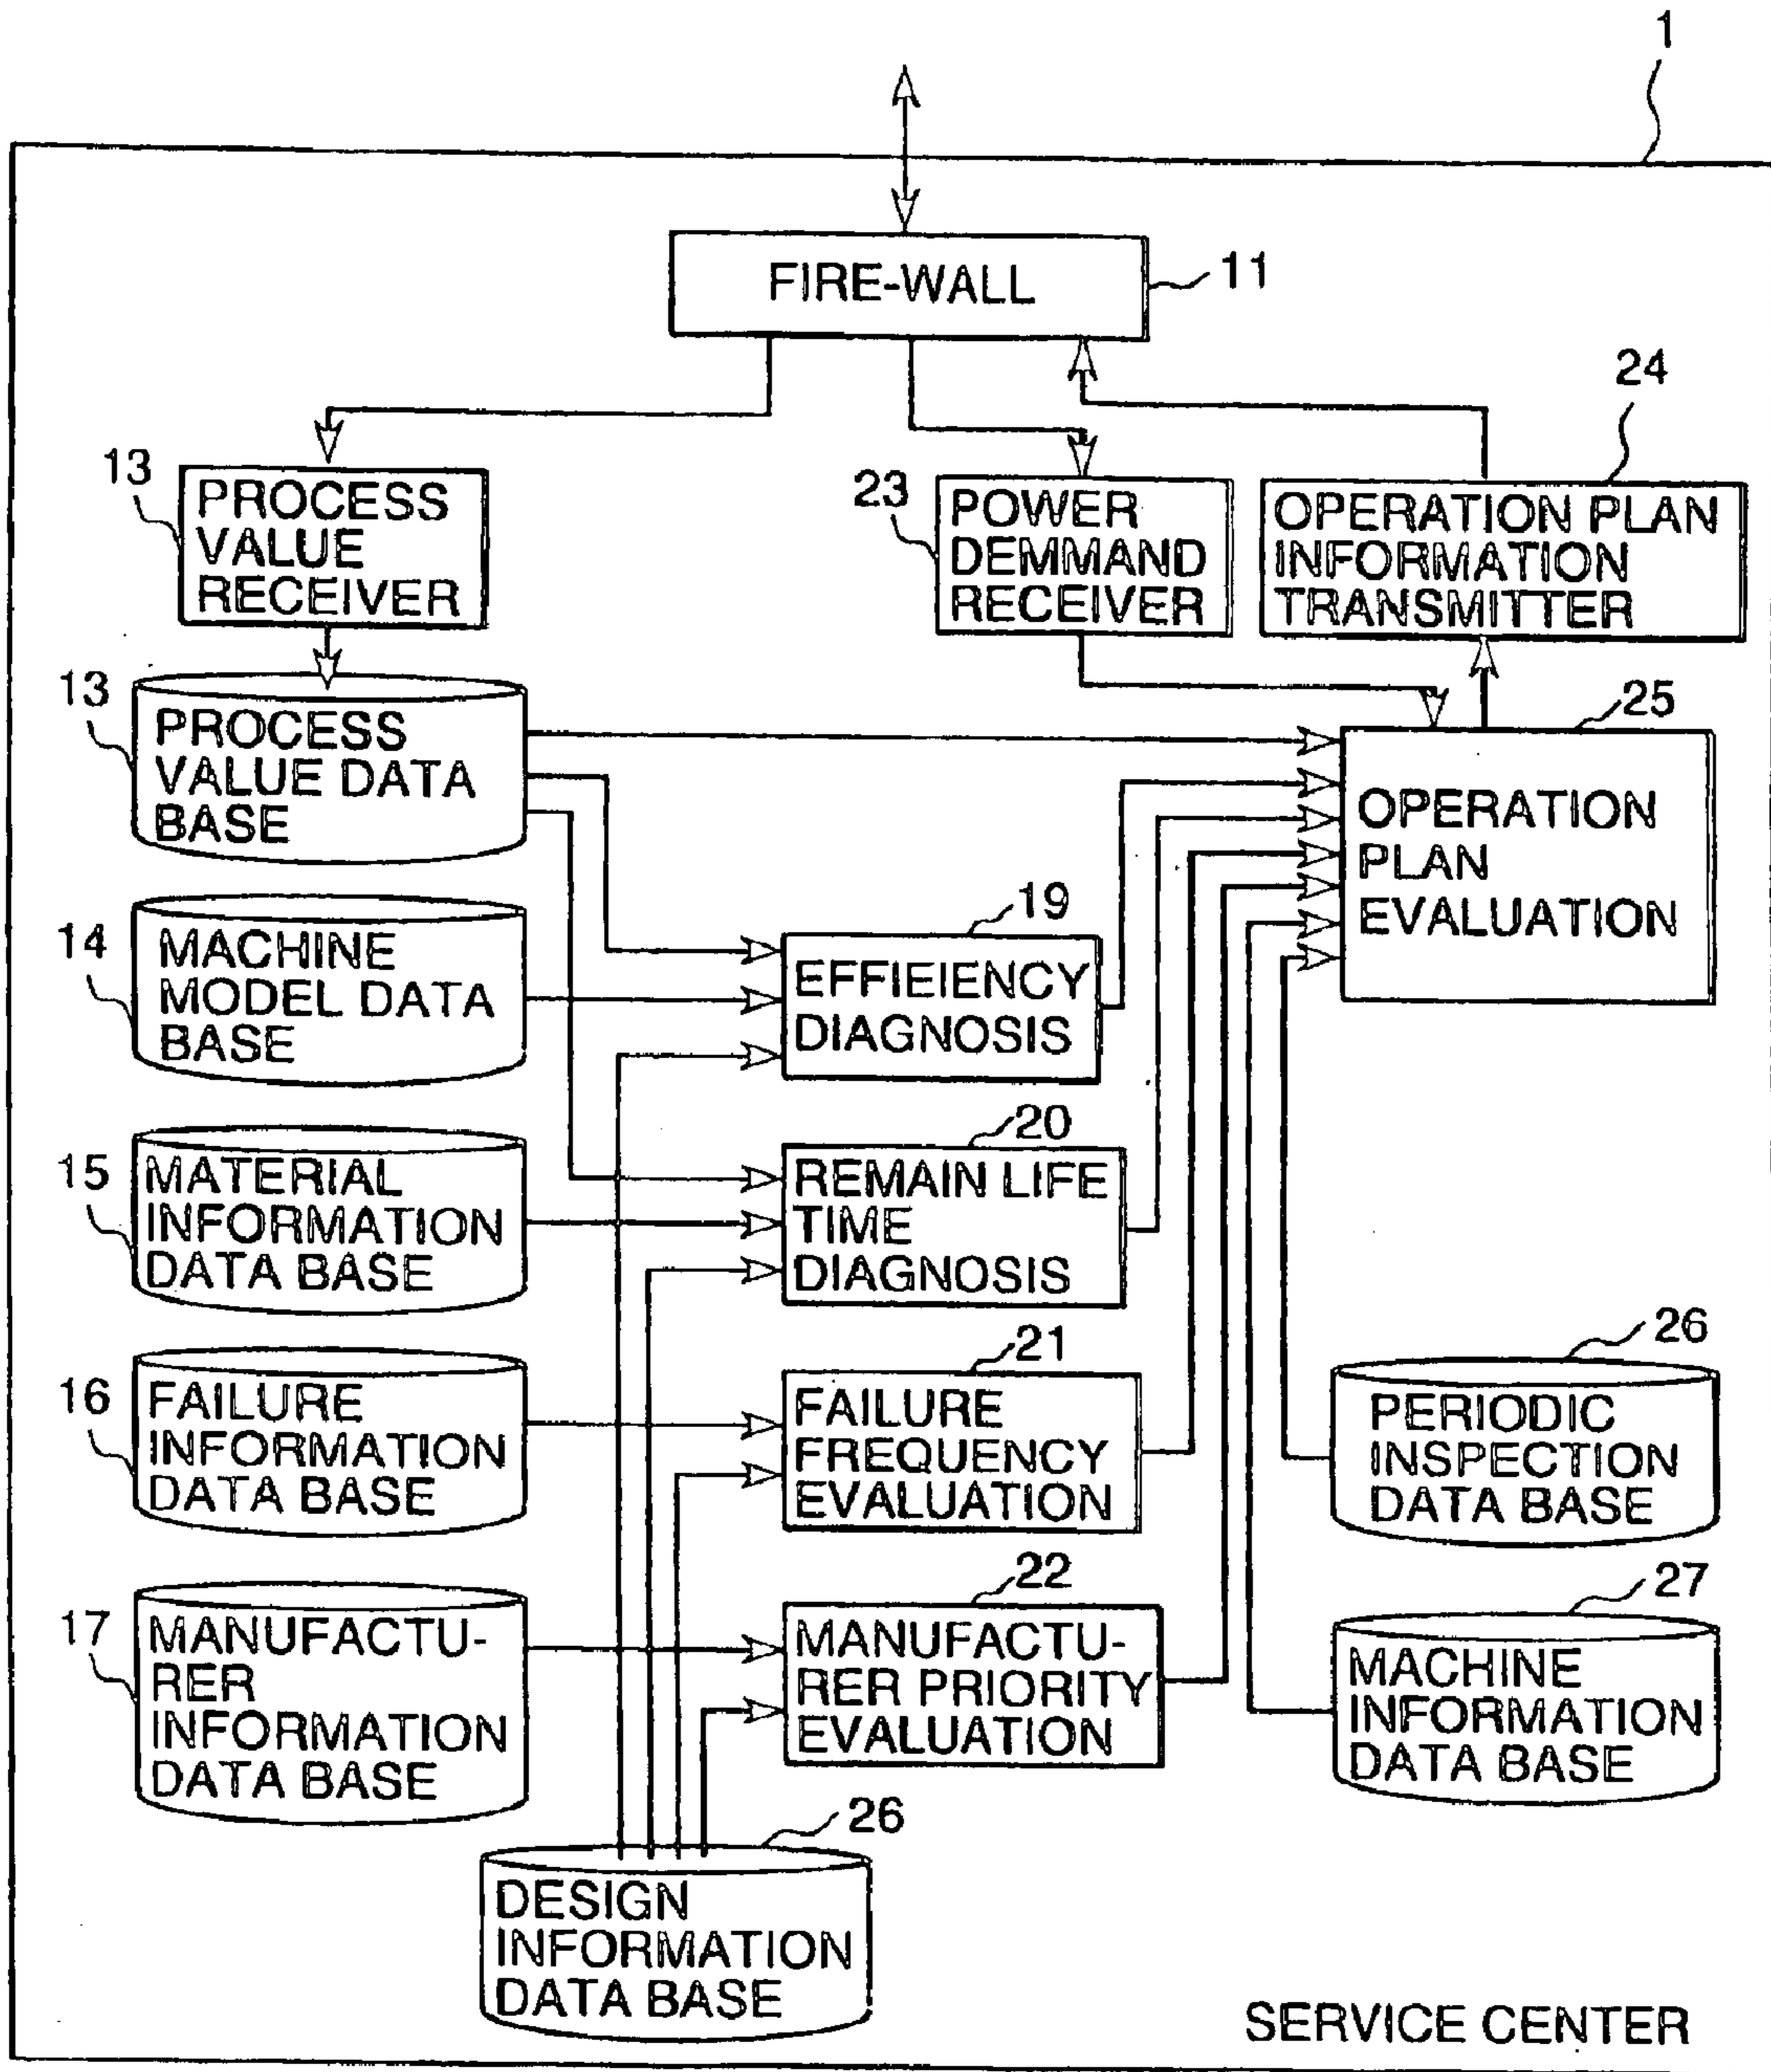 1
FIRE-WALL
11
24
13
PROCESS
VALUE
RECEIVER
23
POWER
DEMMAND
RECEIVER
OPERATION PLAN
INFORMATION
TRANSMITTER
13
PROCESS
VALUE DATA
BASE
25
OPERATION
PLAN
EVALUATION
14
MACHINE
MODEL DATA
BASE
19
EFFIEIENCY
DIAGNOSIS
15
MATERIAL
INFORMATION
DATA BASE
20
REMAIN LIFE
TIME
DIAGNOSIS
16
FAILURE
INFORMATION
DATA BASE
21
FAILURE
FREQUENCY
EVALUATION
26
PERIODIC
INSPECTION
DATA BASE
17
MANUFACTU-
RER
INFORMATION
DATA BASE
22
MANUFACTU-
RER PRIORITY
EVALUATION
27
MACHINE
INFORMATION
DATA BASE
26
DESIGN
INFORMATION
DATA BASE
SERVICE CENTER